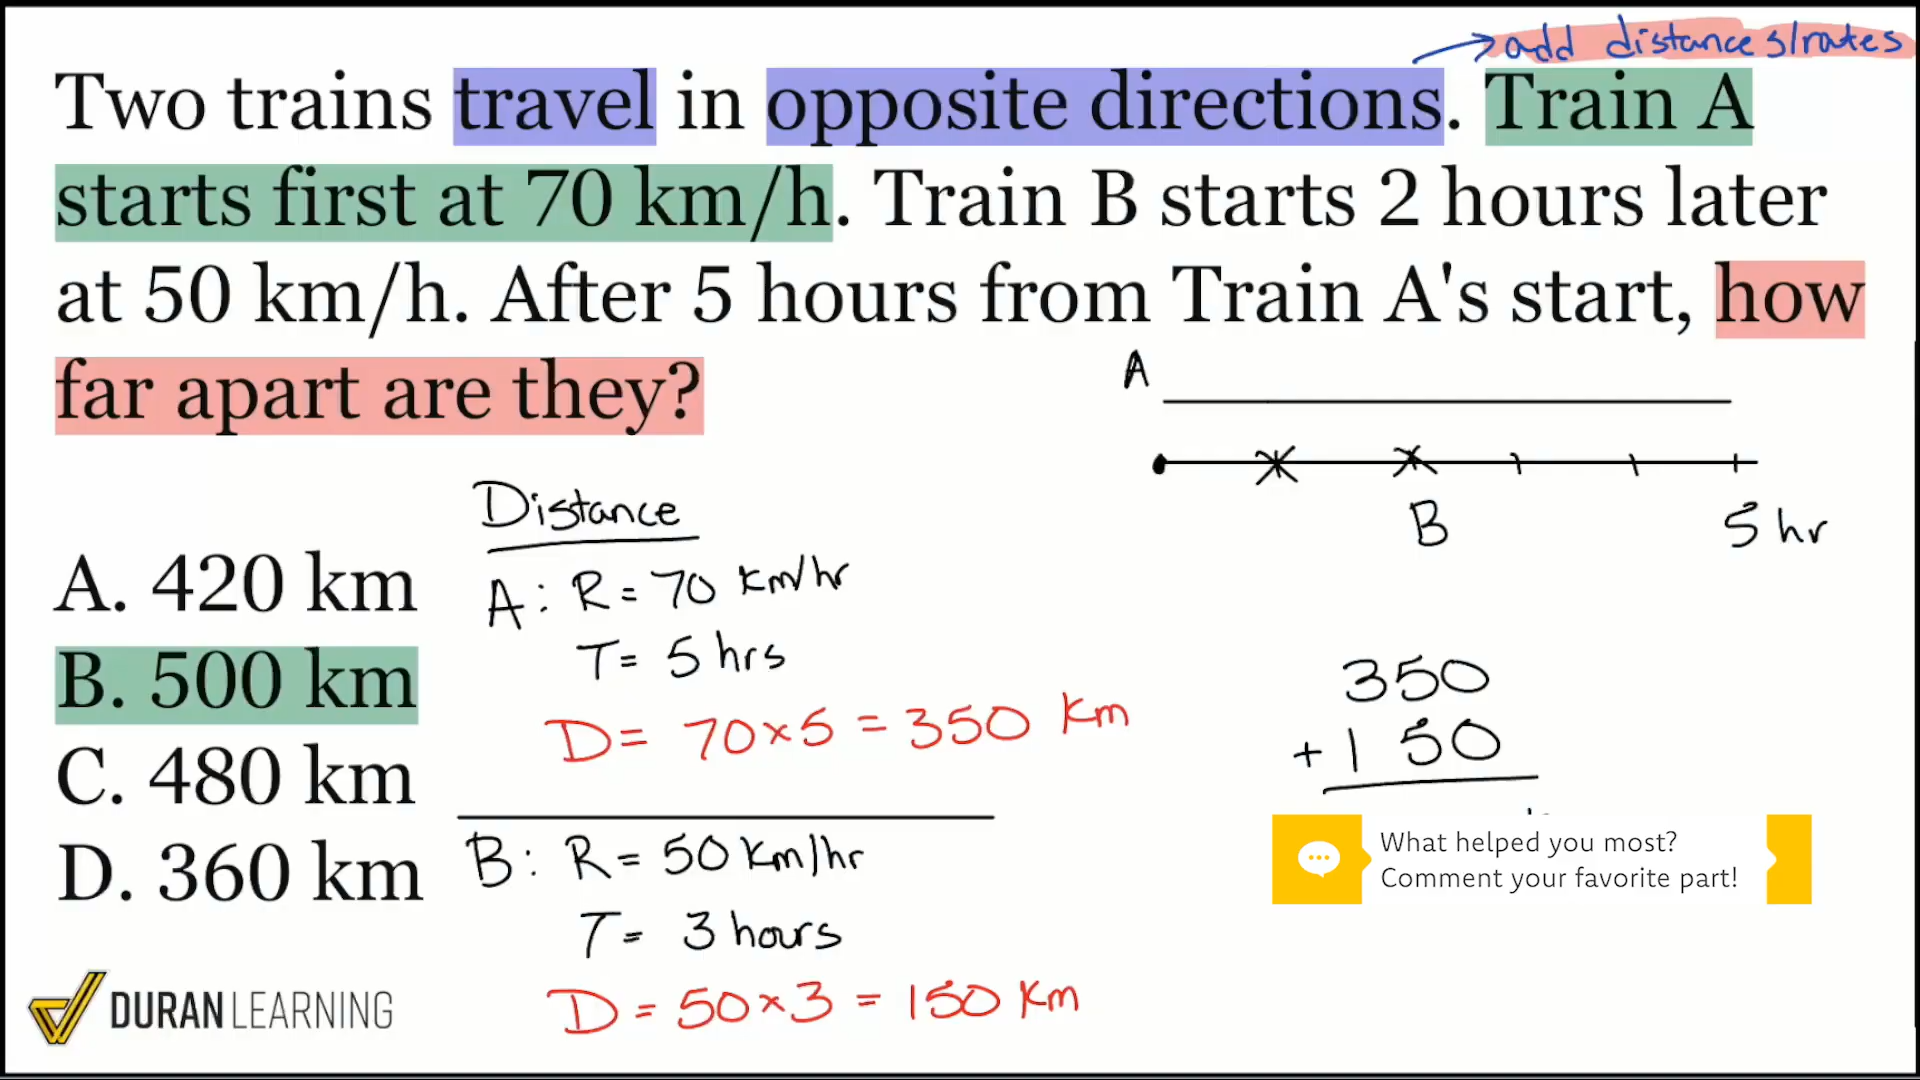 → add distances/rates
Two trains travel in opposite directions. Train A
starts first at 70 km/h. Train B starts 2 hours later
at 50 km/h. After 5 hours from Train A's start, how
far apart are they?
A
B
5 hr
Distance
A: R = 70 km/hr
T = 5 hrs
D = 70 × 5 = 350 km
A. 420 km
B. 500 km
C. 480 km
D. 360 km
B: R = 50 km/hr
T = 3 hours
D = 50 × 3 = 150 km
350
+ 150
What helped you most?
Comment your favorite part!
DURAN LEARNING